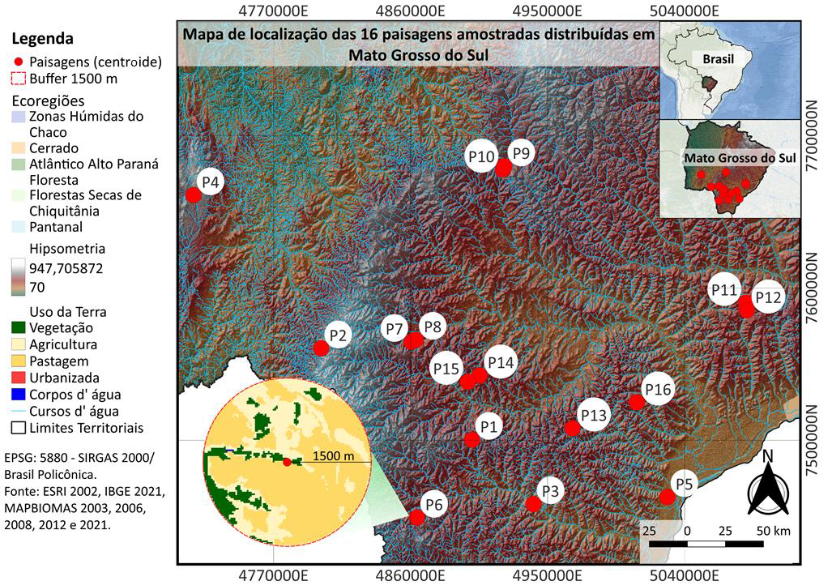 4770000E 4860000E 4950000E 5040000E
Mapa de localização das 16 paisagens amostradas distribuídas em
Mato Grosso do Sul
Legenda
Paisagens (centroide)
Buffer 1500 m
Ecoregiões
Zonas Húmidas do
Chaco
Cerrado
Atlântico Alto Paraná
Floresta
Florestas Secas de
Chiquitânia
Pantanal
Hipsometria
947,705872
70
Uso da Terra
Vegetação
Agricultura
Pastagem
Urbanizada
Corpos d' água
Cursos d' água
Limites Territoriais
EPSG: 5880 - SIRGAS 2000/
Brasil Policônica.
Fonte: ESRI 2002, IBGE 2021,
MAPBIOMAS 2003, 2006,
2008, 2012 e 2021.
Brasil
Mato Grosso do Sul
P4
P10 P9
P11 P12
P2
P7 P8
P15 P14
P16
P13
P1
P3
P5
P6
1500 m
N
25 0 25 50 km
7700000N
7600000N
7500000N
4770000E 4860000E 4950000E 5040000E